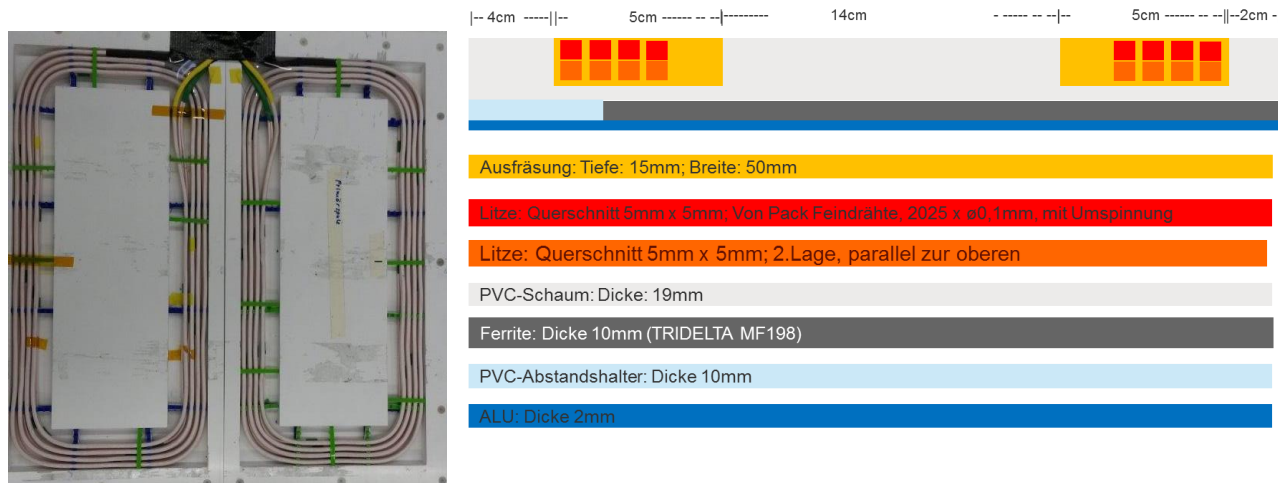 |-- 4cm -----||-- 5cm ------ -- --|--------- 14cm - ----- -- --|-- 5cm ------ -- --||--2cm--|
Ausfräsung: Tiefe: 15mm; Breite: 50mm
Litze: Querschnitt 5mm x 5mm; Von Pack Feindrähte, 2025 x ø0,1mm, mit Umspinnung
Litze: Querschnitt 5mm x 5mm; 2.Lage, parallel zur oberen
PVC-Schaum: Dicke: 19mm
Ferrite: Dicke 10mm (TRIDELTA MF198)
PVC-Abstandshalter: Dicke 10mm
ALU: Dicke 2mm